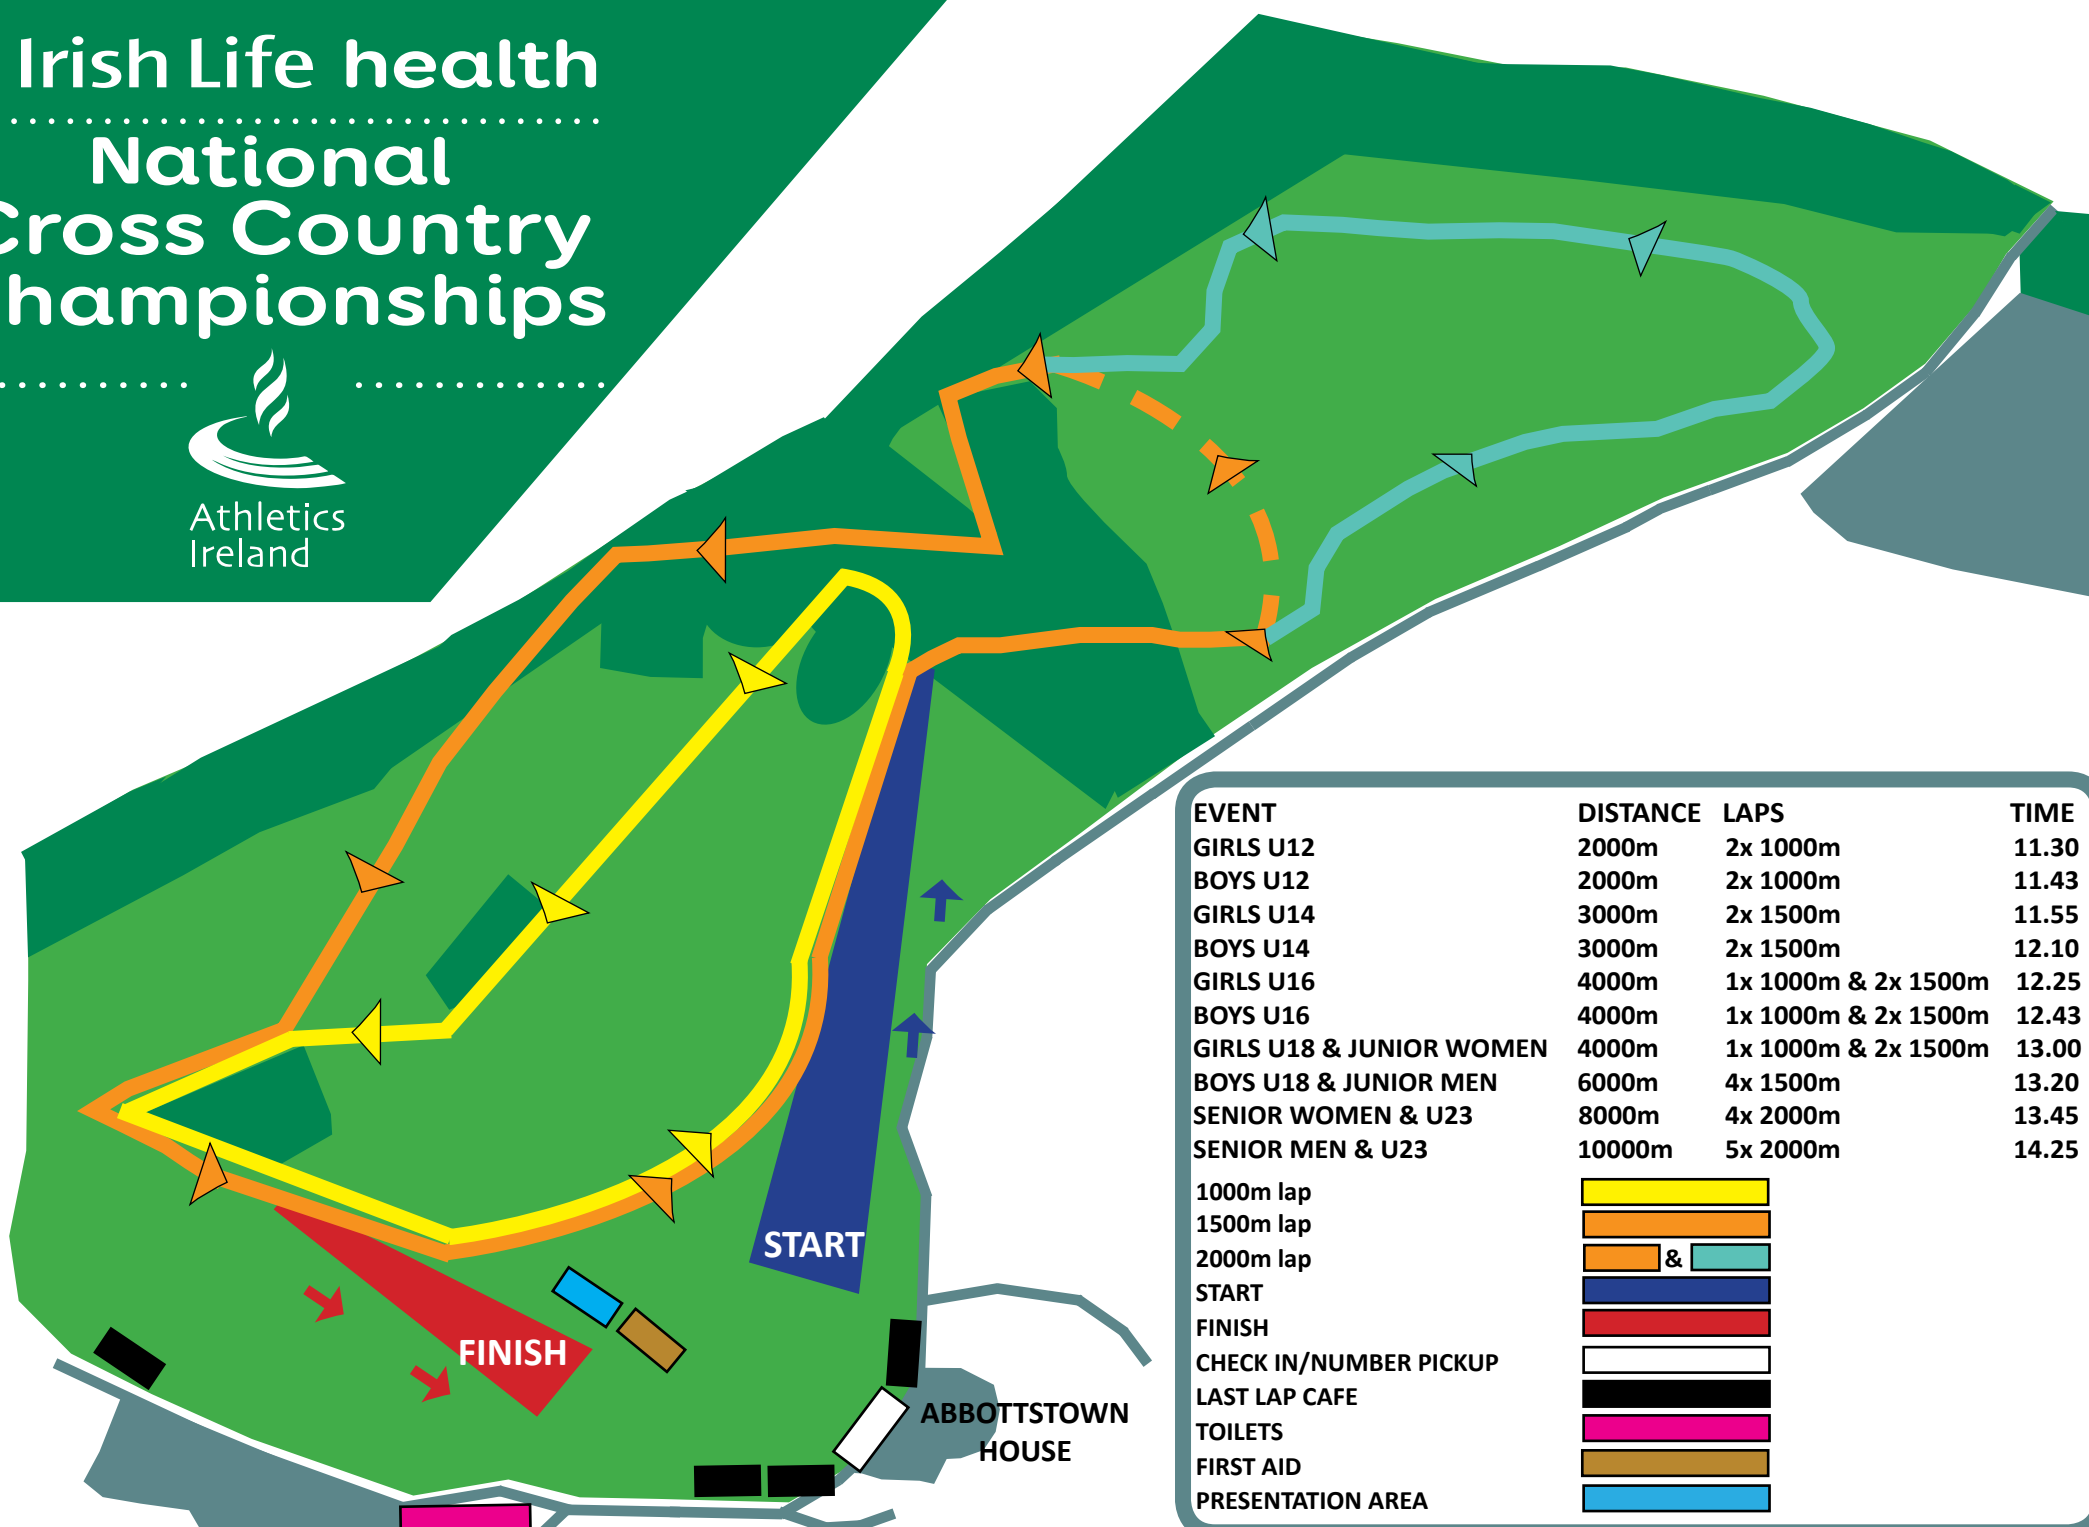 Irish Life health
National
Cross Country
hampionships
Athletics
Ireland
START
FINISH
ABBOTTSTOWN
HOUSE
EVENT DISTANCE LAPS TIME
GIRLS U12 2000m 2x 1000m 11.30
BOYS U12 2000m 2x 1000m 11.43
GIRLS U14 3000m 2x 1500m 11.55
BOYS U14 3000m 2x 1500m 12.10
GIRLS U16 4000m 1x 1000m & 2x 1500m 12.25
BOYS U16 4000m 1x 1000m & 2x 1500m 12.43
GIRLS U18 & JUNIOR WOMEN 4000m 1x 1000m & 2x 1500m 13.00
BOYS U18 & JUNIOR MEN 6000m 4x 1500m 13.20
SENIOR WOMEN & U23 8000m 4x 2000m 13.45
SENIOR MEN & U23 10000m 5x 2000m 14.25
1000m lap
1500m lap
2000m lap &
START
FINISH
CHECK IN/NUMBER PICKUP
LAST LAP CAFE
TOILETS
FIRST AID
PRESENTATION AREA